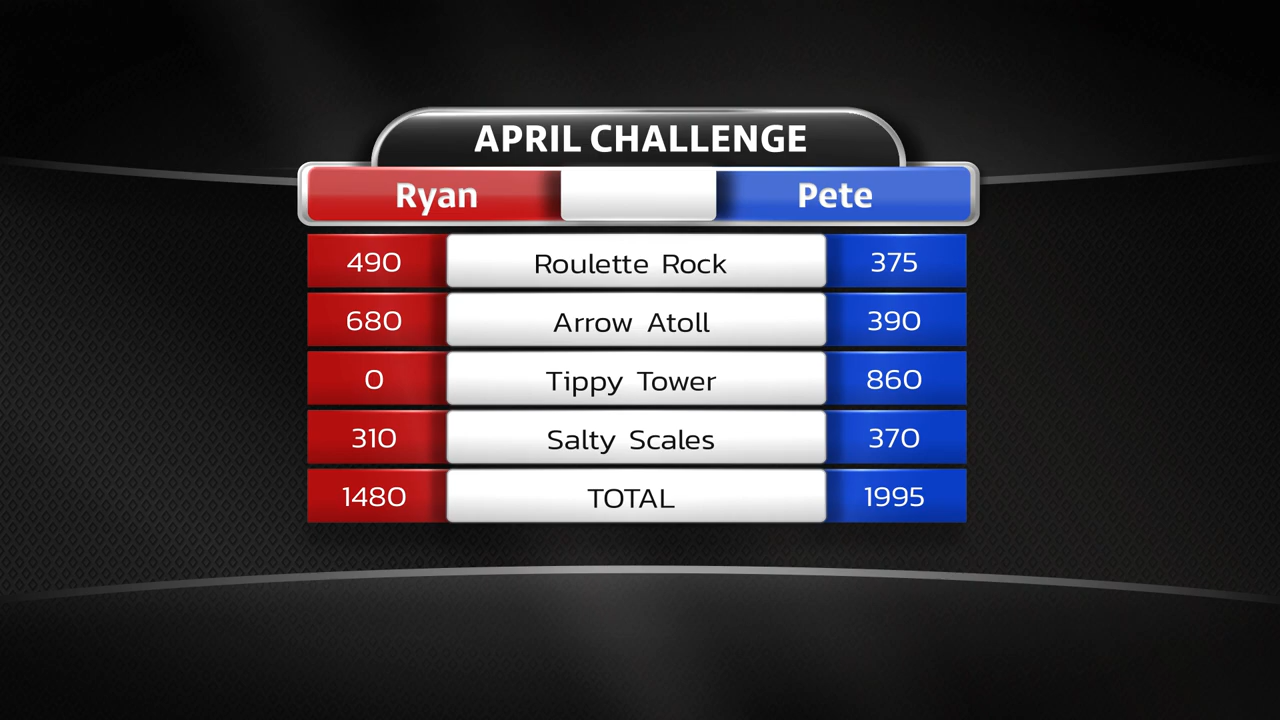 APRIL CHALLENGE
Ryan Pete
490 Roulette Rock 375
680 Arrow Atoll 390
0 Tippy Tower 860
310 Salty Scales 370
1480 TOTAL 1995